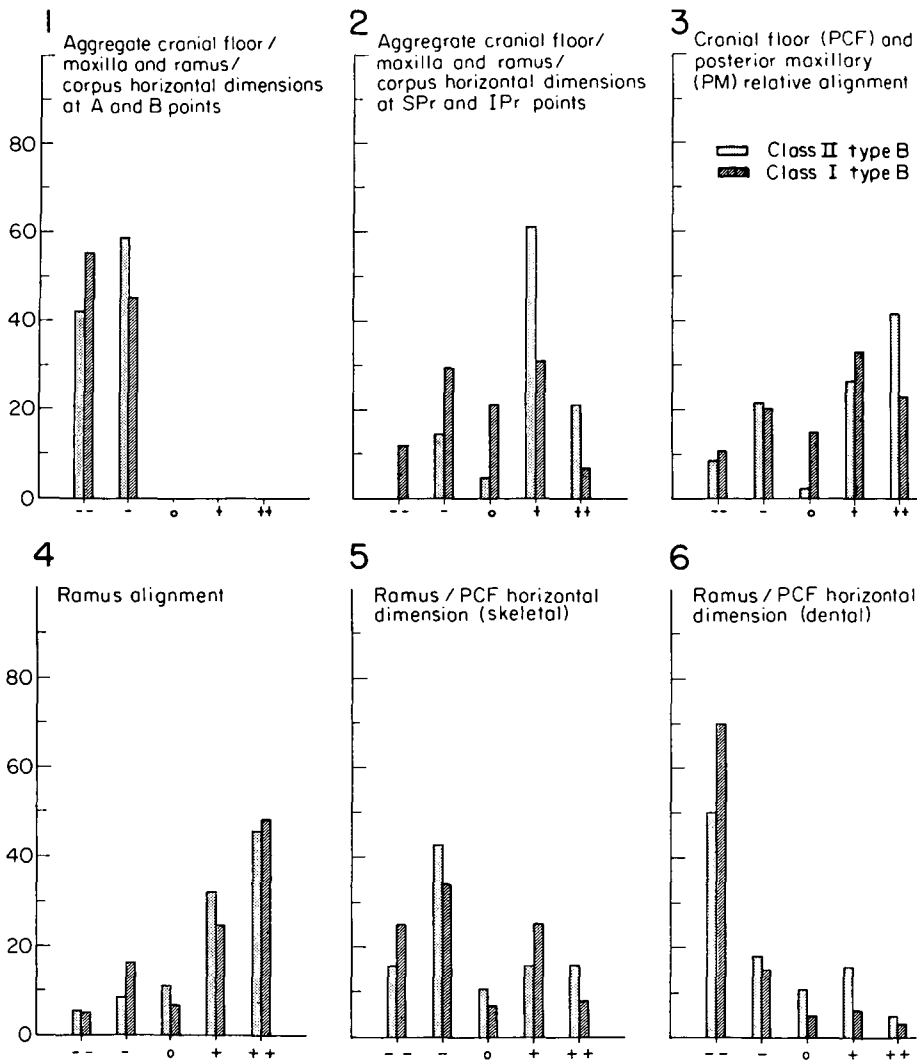 1
Aggregate cranial floor/
maxilla and ramus/
corpus horizontal dimensions
at A and B points
80
60
40
20
0
-- - o + ++
2
Aggregrate cranial floor/
maxilla and ramus/
corpus horizontal dimensions
at SPr and IPr points
-- - o + ++
3
Cranial floor (PCF) and
posterior maxillary
(PM) relative alignment
Class II type B
Class I type B
-- - o + ++
4
Ramus alignment
80
60
40
20
0
-- - o + ++
5
Ramus / PCF horizontal
dimension (skeletal)
-- - o + ++
6
Ramus/PCF horizontal
dimension (dental)
-- - o + ++